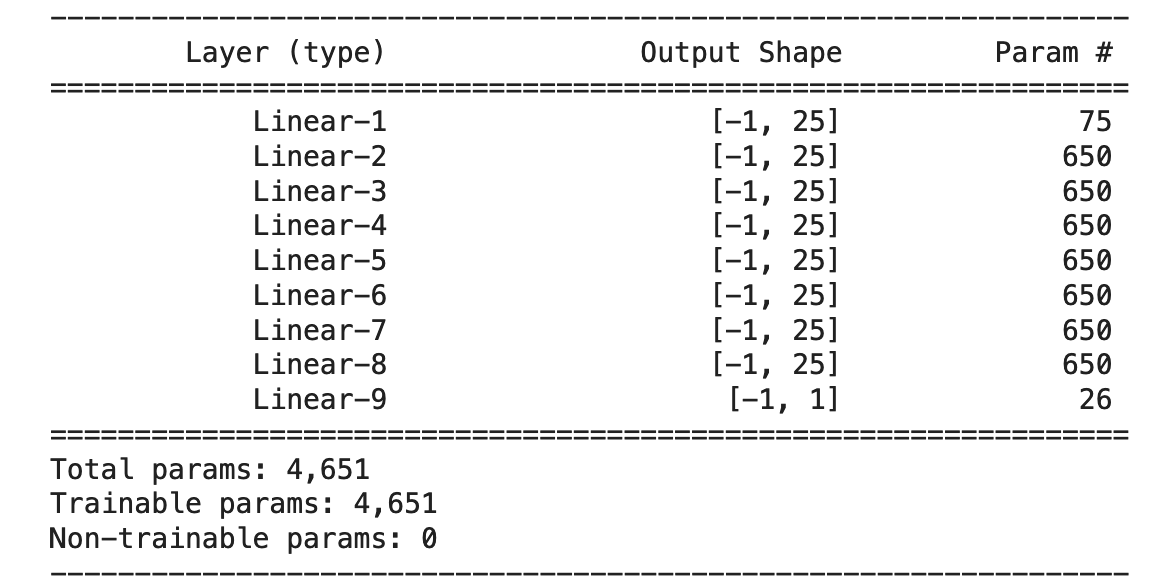 ----------------------------------------------------------------
Layer (type) Output Shape Param #
================================================================
Linear-1 [-1, 25] 75
Linear-2 [-1, 25] 650
Linear-3 [-1, 25] 650
Linear-4 [-1, 25] 650
Linear-5 [-1, 25] 650
Linear-6 [-1, 25] 650
Linear-7 [-1, 25] 650
Linear-8 [-1, 25] 650
Linear-9 [-1, 1] 26
================================================================
Total params: 4,651
Trainable params: 4,651
Non-trainable params: 0
----------------------------------------------------------------